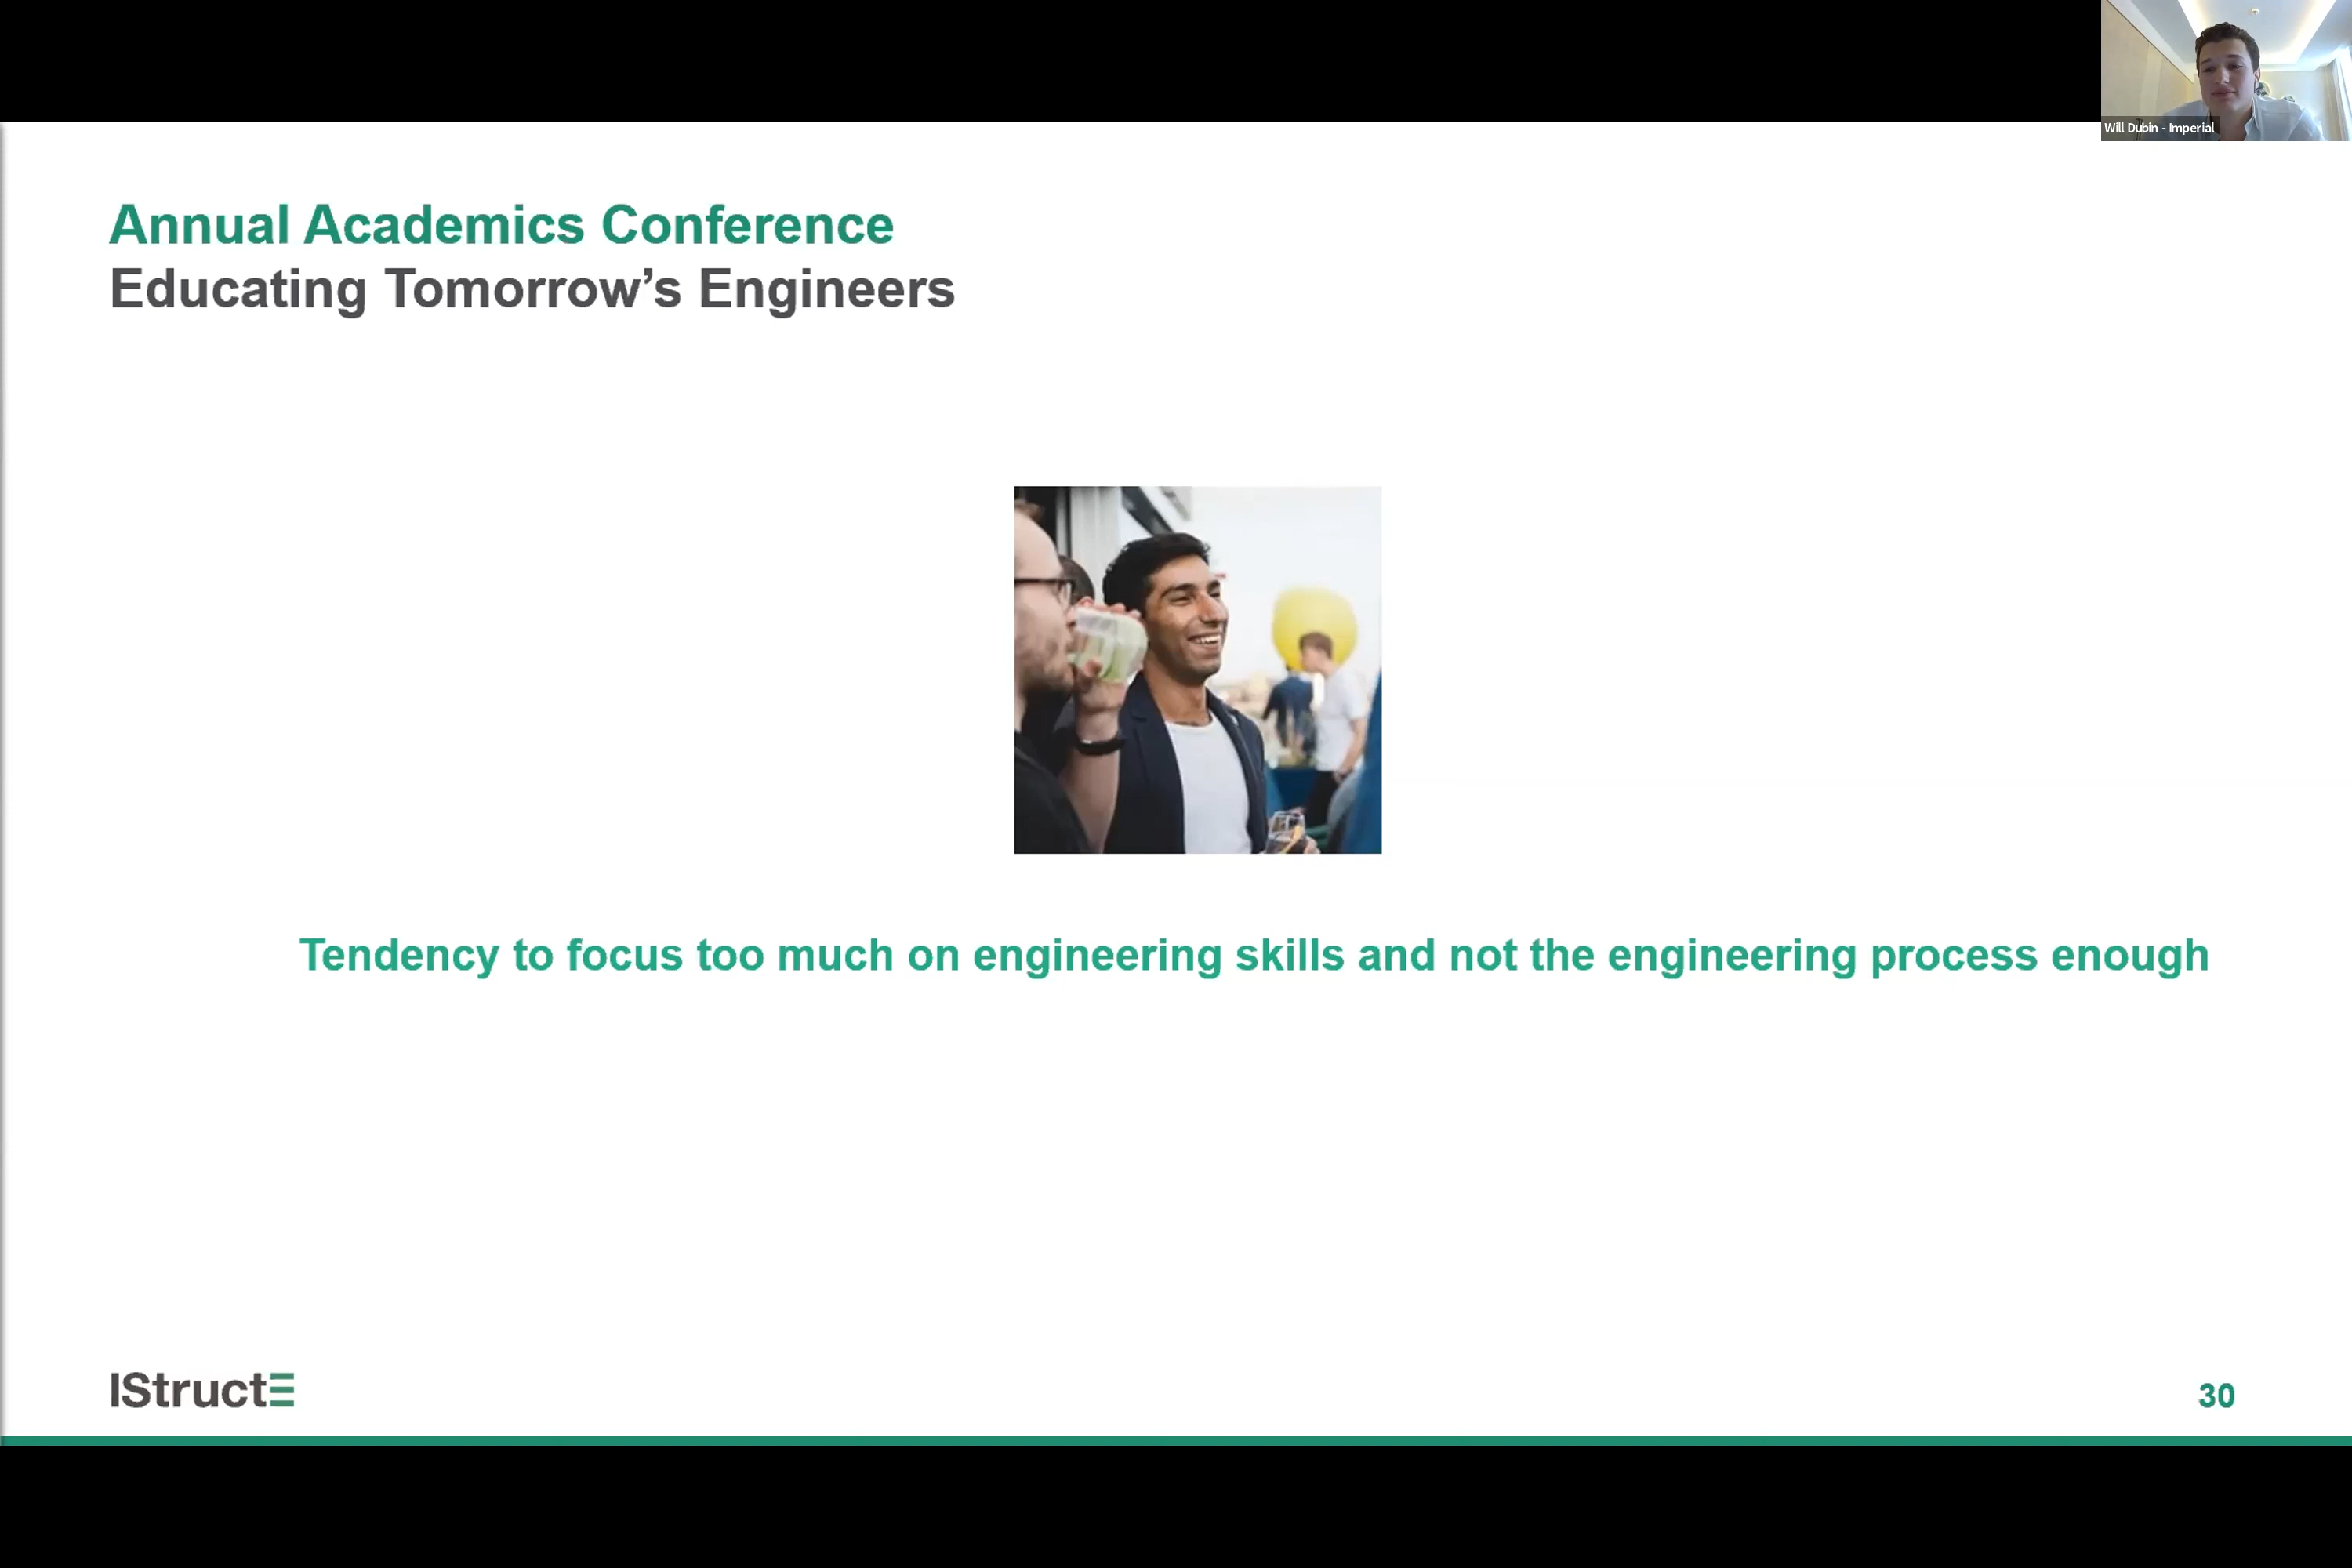 Will Dubin - Imperial
Annual Academics Conference
Educating Tomorrow’s Engineers
Tendency to focus too much on engineering skills and not the engineering process enough
IStructE
30